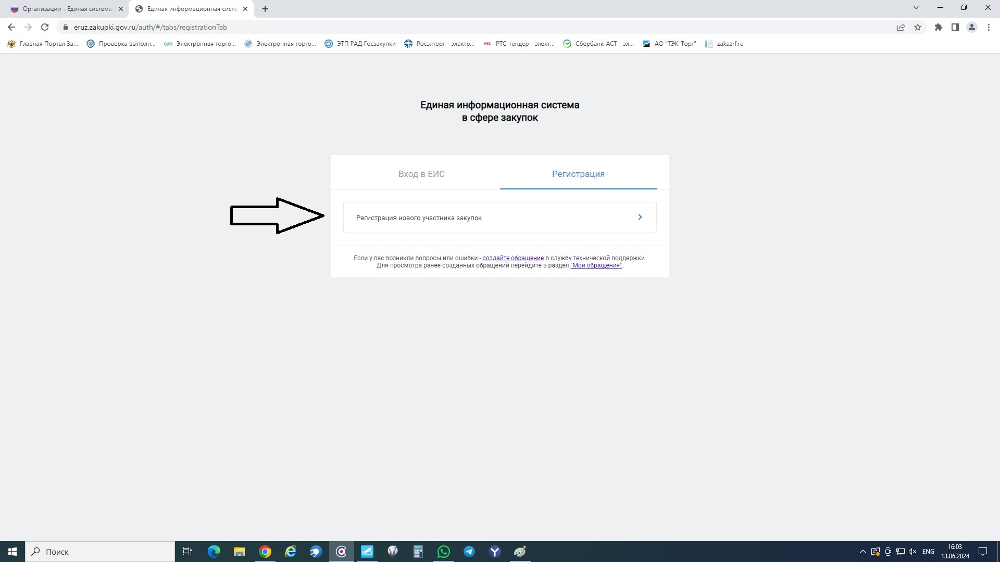 Организации - Единая система
Единая информационная систе
eruz.zakupki.gov.ru/auth/#/tabs/registrationTab
Главная Портал За...
Проверка выполн...
Электронная торго...
Электронная торго...
ЭТП РАД Госзакупки
Росэлторг - электр...
РТС
РТС-тендер - элект...
Сбербанк-АСТ - эл...
АО "ТЭК-Торг"
zakazrf.ru
Единая информационная система
в сфере закупок
Вход в ЕИС
Регистрация
Регистрация нового участника закупок
Если у вас возникли вопросы или ошибки - создайте обращение в службу технической поддержки.
Для просмотра ранее созданных обращений перейдите в раздел "Мои обращения".
Поиск
ENG
16:03
13.06.2024